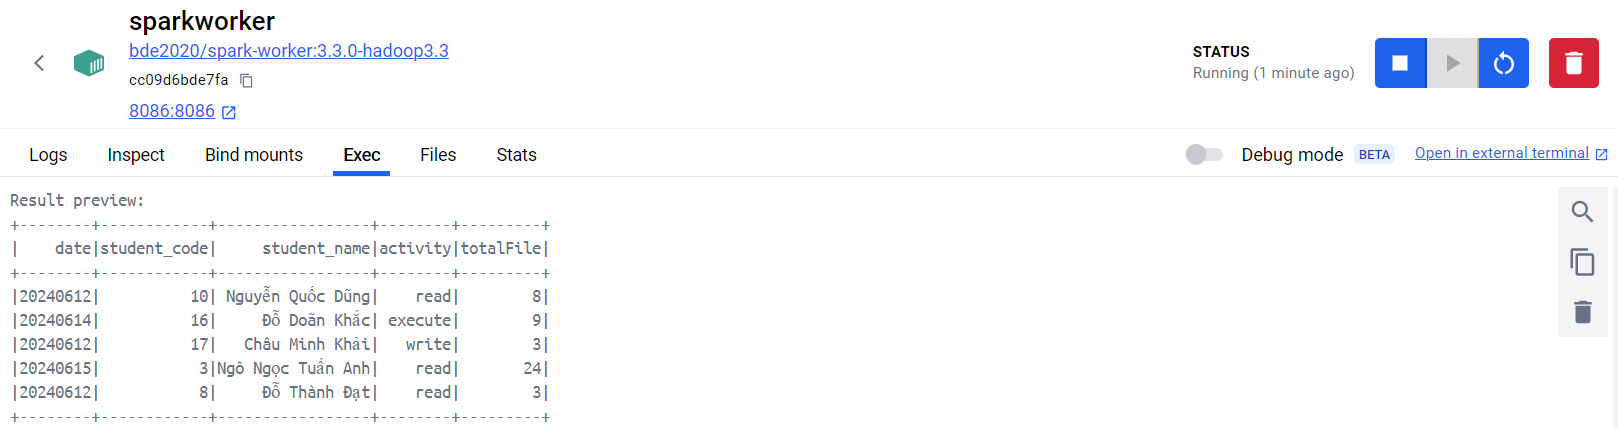 sparkworker
bde2020/spark-worker:3.3.0-hadoop3.3
cc09d6bde7fa
8086:8086
STATUS
Running (1 minute ago)
Logs Inspect Bind mounts Exec Files Stats
Debug mode BETA Open in external terminal
Result preview:
+--------+------------+----------------+--------+---------+
|    date|student_code|    student_name|activity|totalFile|
+--------+------------+----------------+--------+---------+
|20240612|          10| Nguyễn Quốc Dũng|    read|        8|
|20240614|          16|    Đỗ Doãn Khắc| execute|        9|
|20240612|          17|  Châu Minh Khải|   write|        3|
|20240615|           3|Ngô Ngọc Tuấn Anh|    read|       24|
|20240612|           8|    Đỗ Thành Đạt|    read|        3|
+--------+------------+----------------+--------+---------+